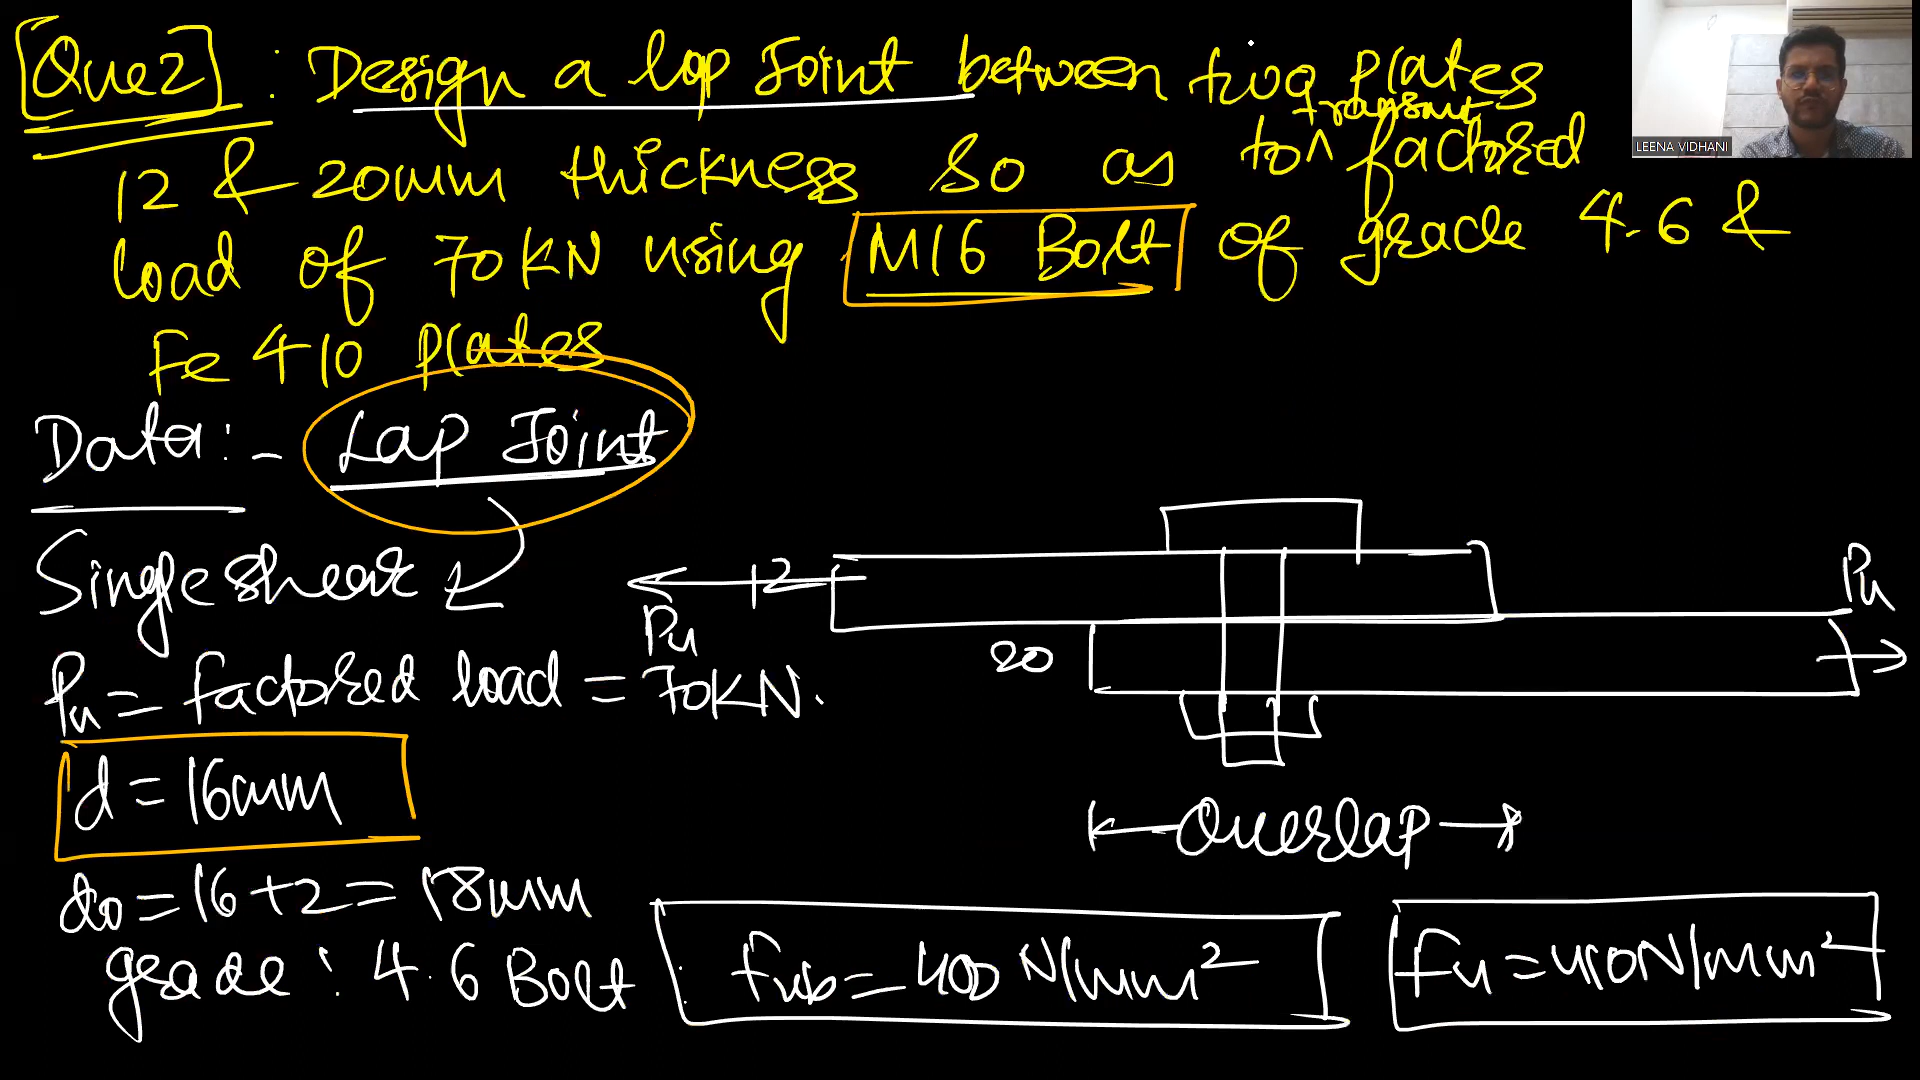 [Que2] : Design a lap Joint between two plates
12 & 20mm thickness so as to ^ transmit factored
load of 70KN using M16 Bolt of grade 4.6 &
Fe 410 plates
LEENA VIDHANI
Data :- Lap Joint
Single shear
12
Pu
Pu
20
Pu = factored load = 70KN.
d = 16mm
Overlap
do = 16+2 = 18mm
grade : 4.6 Bolt
fub = 400 N/mm²
fu = 410N/mm²